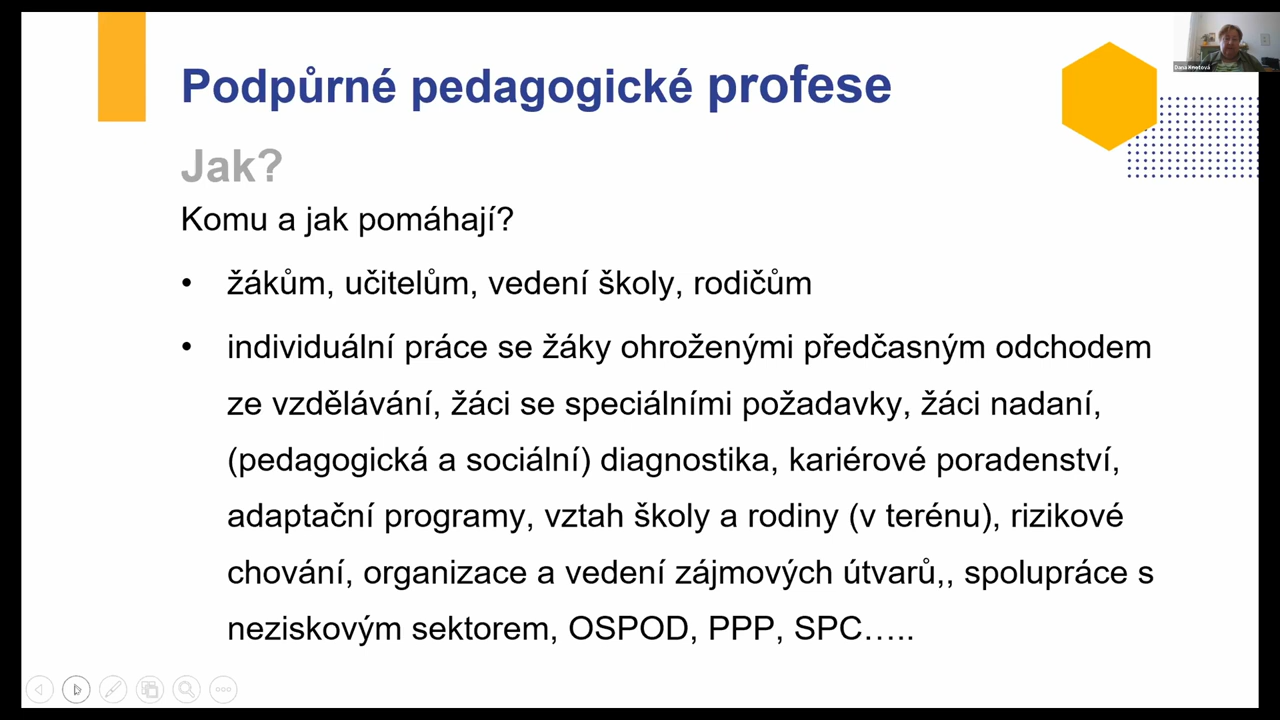 Podpůrné pedagogické profese
Jak?
Komu a jak pomáhají?
• žákům, učitelům, vedení školy, rodičům
• individuální práce se žáky ohroženými předčasným odchodem
ze vzdělávání, žáci se speciálními požadavky, žáci nadaní,
(pedagogická a sociální) diagnostika, kariérové poradenství,
adaptační programy, vztah školy a rodiny (v terénu), rizikové
chování, organizace a vedení zájmových útvarů,, spolupráce s
neziskovým sektorem, OSPOD, PPP, SPC…..
Dana